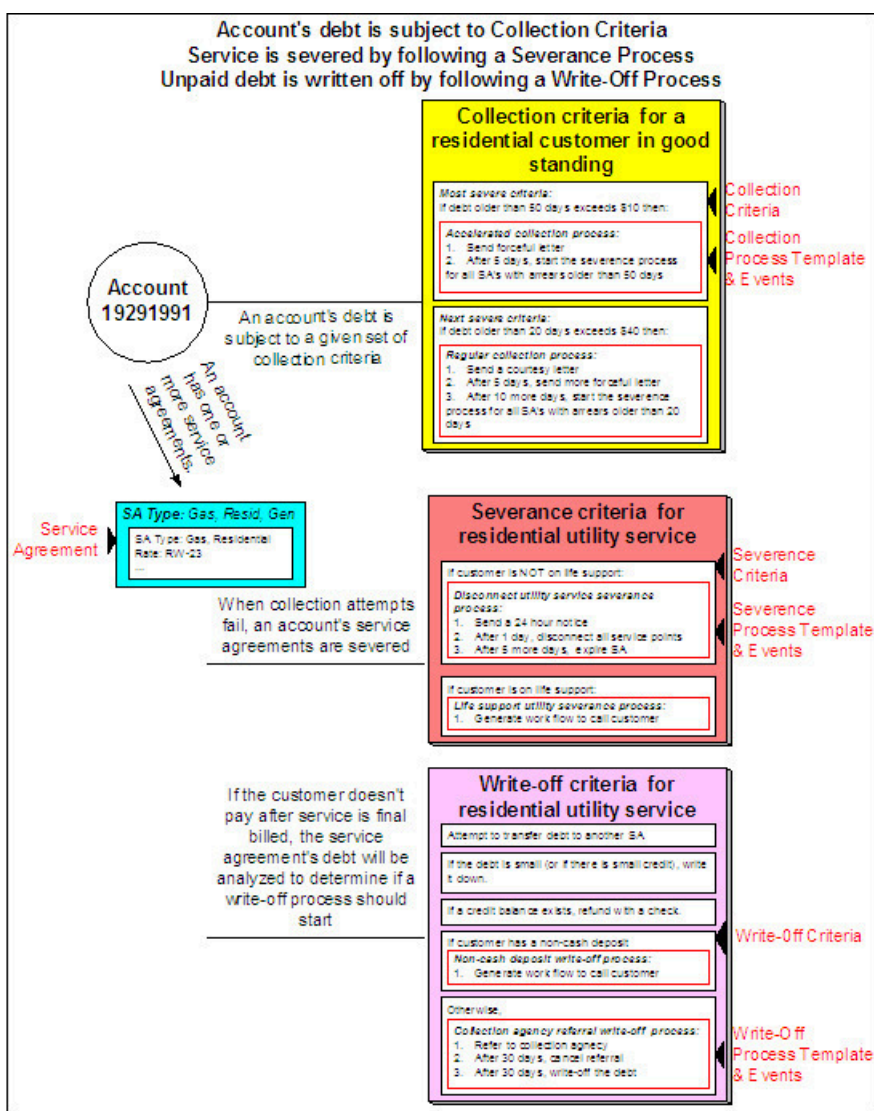 Account's debt is subject to Collection Criteria
Service is severed by following a Severance Process
Unpaid debt is written off by following a Write-Off Process
Collection criteria for a
residential customer in good
standing
Most severe criteria:
If debt older than 50 days exceeds $10 then:
Accelerated collection process:
1. Send forceful letter
2. After 5 days, start the severence process
for all SA's with arrears older than 50 days
Collection
Criteria
Collection
Process Template
& Events
Next severe criteria:
If debt older than 20 days exceeds $40 then:
Regular collection process:
1. Send a courtesy letter
2. After 5 days, send more forceful letter
3. After 10 more days, start the severence
process for all SA's with arrears older than 20
days
Account
19291991
An account's debt is
subject to a given set of
collection criteria
An account
has one or
more service
agreements.
Service
Agreement
SA Type: Gas, Resid, Gen
SA Type: Gas, Residential
Rate: RW-23
...
When collection attempts
fail, an account's service
agreements are severed
Severance criteria for
residential utility service
If customer is NOT on life support:
Disconnect utility service severance
process:
1. Send a 24 hour notice
2. After 1 day, disconnect all service points
3. After 5 more days, expire SA
If customer is on life support:
Life support utility severance process:
1. Generate work flow to call customer
Severence
Criteria
Severence
Process Template
& Events
If the customer doesn't
pay after service is final
billed, the service
agreement's debt will be
analyzed to determine if a
write-off process should
start
Write-off criteria for
residential utility service
Attempt to transfer debt to another SA
If the debt is small (or if there is small credit), write
it down.
If a credit balance exists, refund with a check.
If customer has a non-cash deposit
Non-cash deposit write-off process:
1. Generate work flow to call customer
Otherwise,
Collection agency referral write-off process:
1. Refer to collection agnecy
2. After 30 days, cancel referral
3. After 30 days, write-off the debt
Write-Off Criteria
Write-Off
Process Template
& Events